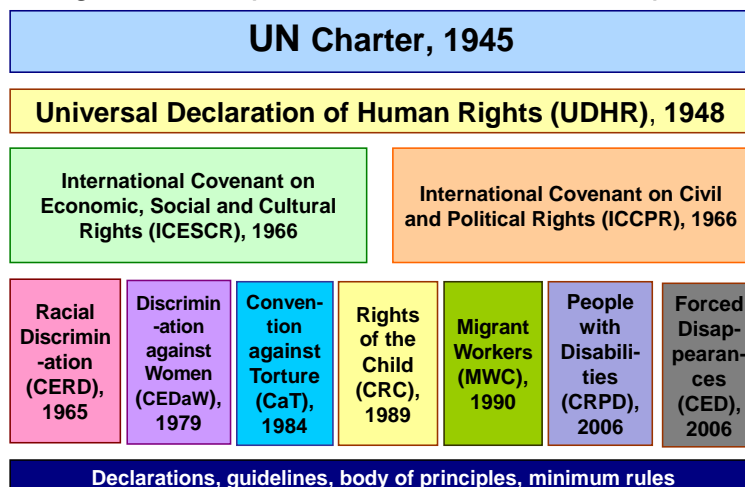 UN Charter, 1945
Universal Declaration of Human Rights (UDHR), 1948
International Covenant on
Economic, Social and Cultural
Rights (ICESCR), 1966
International Covenant on Civil
and Political Rights (ICCPR), 1966
Racial
Discrimin
-ation
(CERD),
1965
Discrimin
-ation
against
Women
(CEDaW),
1979
Conven-
tion
against
Torture
(CaT),
1984
Rights
of the
Child
(CRC),
1989
Migrant
Workers
(MWC),
1990
People
with
Disabili-
ties
(CRPD),
2006
Forced
Disap-
pearan-
ces
(CED),
2006
Declarations, guidelines, body of principles, minimum rules